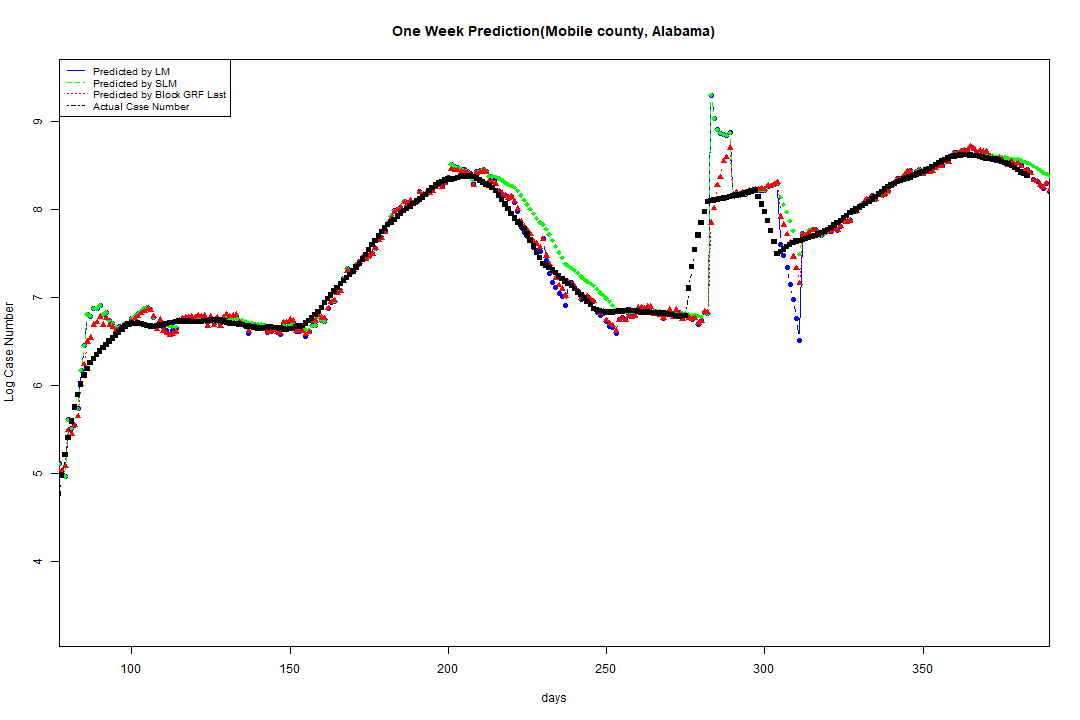 One Week Prediction(Mobile county, Alabama)
Predicted by LM
Predicted by SLM
Predicted by Block GRF Last
Actual Case Number
Log Case Number
9
8
7
6
5
4
100 150 200 250 300 350
days